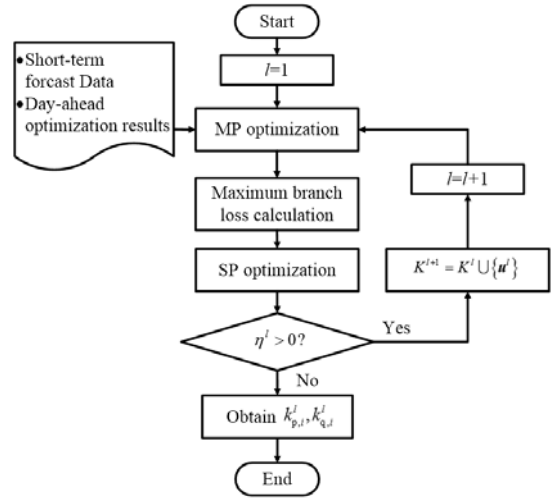 Start
l=1
•Short-term
forcast Data
•Day-ahead
optimization results
MP optimization
l=l+1
Maximum branch
loss calculation
SP optimization
K^{l+1} = K^l ∪ {u^l}
η^l > 0?
Yes
No
Obtain k^l_{p,i}, k^l_{q,i}
End